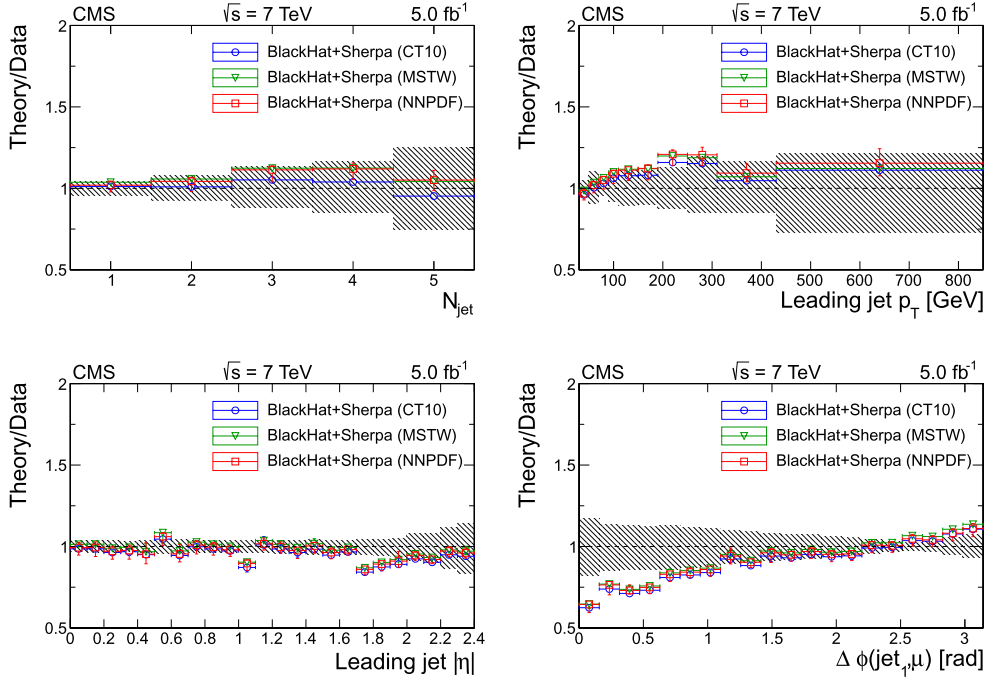 CMS √s = 7 TeV 5.0 fb⁻¹
Theory/Data
BlackHat+Sherpa (CT10)
BlackHat+Sherpa (MSTW)
BlackHat+Sherpa (NNPDF)
2
1.5
1
0.5
1 2 3 4 5
N_jet
CMS √s = 7 TeV 5.0 fb⁻¹
Theory/Data
BlackHat+Sherpa (CT10)
BlackHat+Sherpa (MSTW)
BlackHat+Sherpa (NNPDF)
2
1.5
1
0.5
100 200 300 400 500 600 700 800
Leading jet p_T [GeV]
CMS √s = 7 TeV 5.0 fb⁻¹
Theory/Data
BlackHat+Sherpa (CT10)
BlackHat+Sherpa (MSTW)
BlackHat+Sherpa (NNPDF)
2
1.5
1
0.5
0 0.2 0.4 0.6 0.8 1 1.2 1.4 1.6 1.8 2 2.2 2.4
Leading jet |η|
CMS √s = 7 TeV 5.0 fb⁻¹
Theory/Data
BlackHat+Sherpa (CT10)
BlackHat+Sherpa (MSTW)
BlackHat+Sherpa (NNPDF)
2
1.5
1
0.5
0 0.5 1 1.5 2 2.5 3
Δ φ(jet₁,μ) [rad]